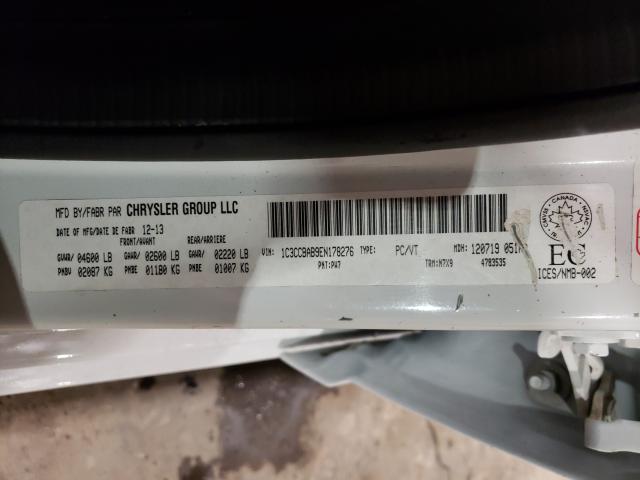 MFD BY/FABR PAR CHRYSLER GROUP LLC
DATE OF MFG/DATE DE FABR 12-13
FRONT/AVANT REAR/ARRIERE
GVWR/ 04600 LB GAWR/ 02600 LB GAWR/ 02220 LB
PNBV 02087 KG PNBE 01180 KG PNBE 01007 KG
VIN: 1C3CCBAB9EN178276 TYPE: PC/VT MDH: 120719 051
PNT:PW7 TRM:N7X9 4783535
CANADA
EC
ICES/NMB-002